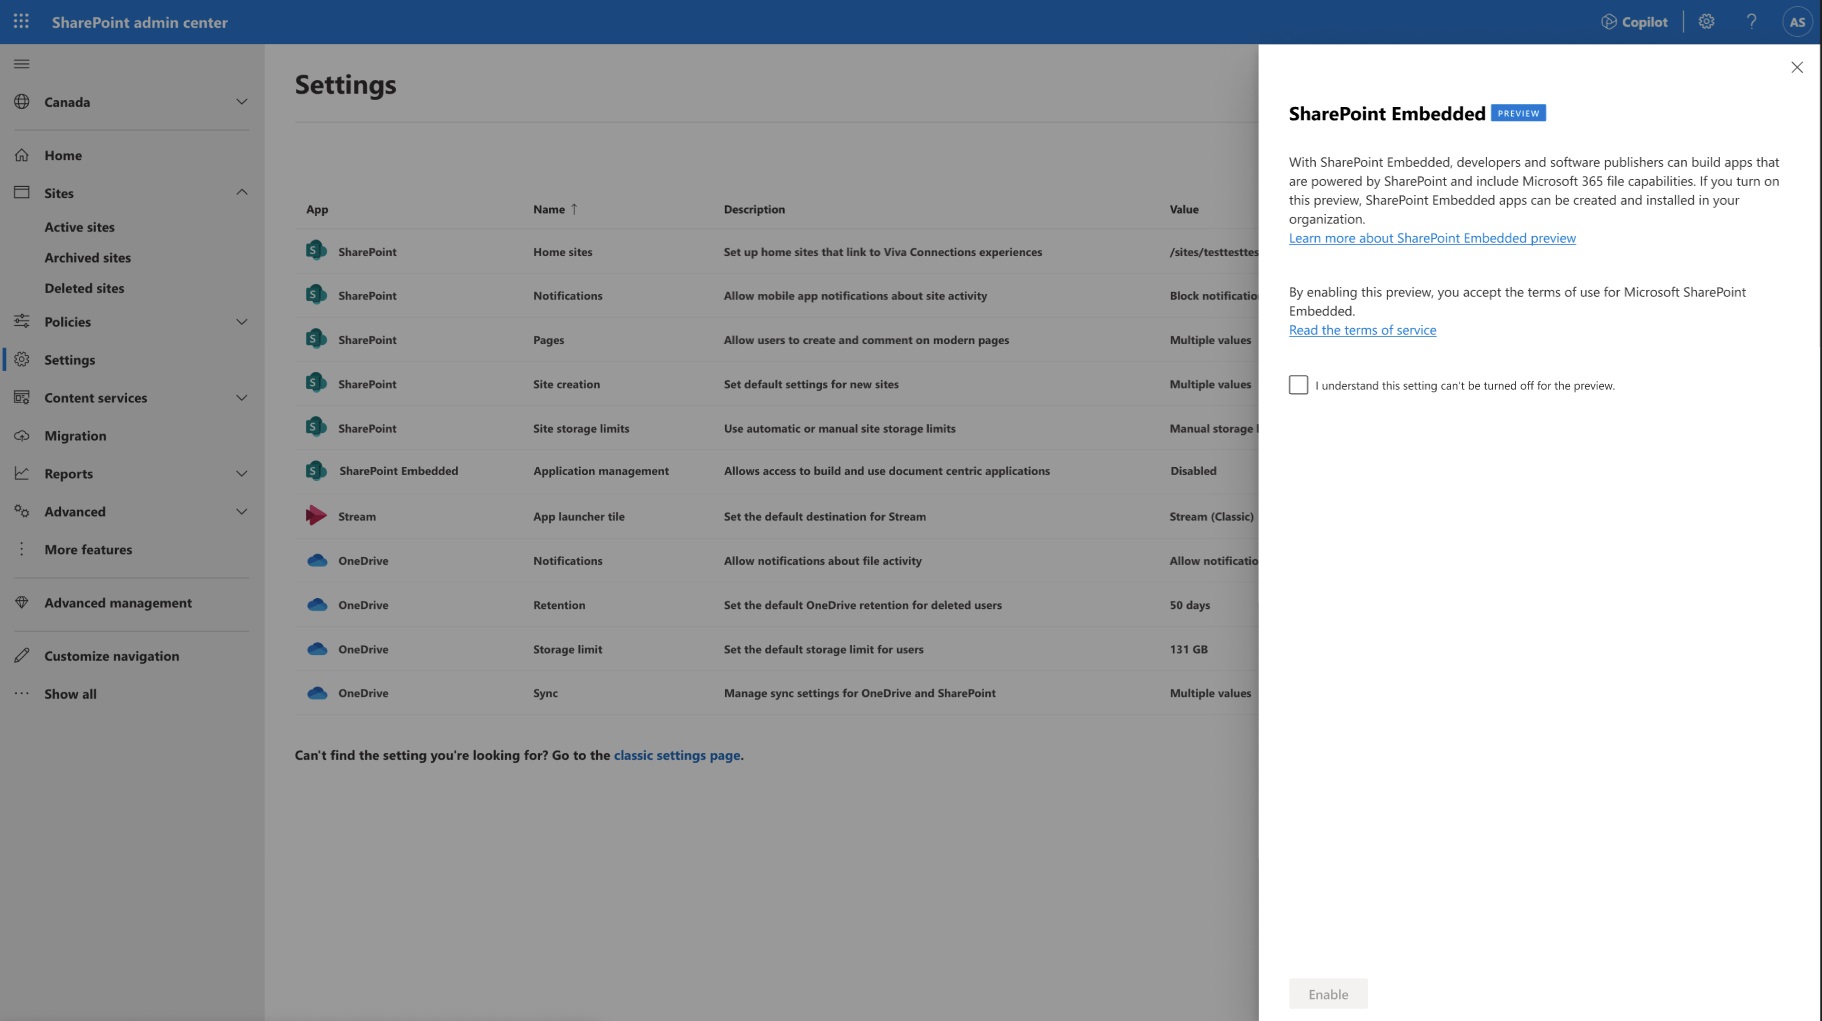 SharePoint admin center
Copilot
?
AS
Canada
Home
Sites
Active sites
Archived sites
Deleted sites
Policies
Settings
Content services
Migration
Reports
Advanced
More features
Advanced management
Customize navigation
Show all
Settings
App Name ↑ Description Value
SharePoint Home sites Set up home sites that link to Viva Connections experiences /sites/testtesttes
SharePoint Notifications Allow mobile app notifications about site activity Block notificatio
SharePoint Pages Allow users to create and comment on modern pages Multiple values
SharePoint Site creation Set default settings for new sites Multiple values
SharePoint Site storage limits Use automatic or manual site storage limits Manual storage l
SharePoint Embedded Application management Allows access to build and use document centric applications Disabled
Stream App launcher tile Set the default destination for Stream Stream (Classic)
OneDrive Notifications Allow notifications about file activity Allow notificatio
OneDrive Retention Set the default OneDrive retention for deleted users 50 days
OneDrive Storage limit Set the default storage limit for users 131 GB
OneDrive Sync Manage sync settings for OneDrive and SharePoint Multiple values
Can't find the setting you're looking for? Go to the classic settings page.
SharePoint Embedded PREVIEW
With SharePoint Embedded, developers and software publishers can build apps that
are powered by SharePoint and include Microsoft 365 file capabilities. If you turn on
this preview, SharePoint Embedded apps can be created and installed in your
organization.
Learn more about SharePoint Embedded preview
By enabling this preview, you accept the terms of use for Microsoft SharePoint
Embedded.
Read the terms of service
I understand this setting can't be turned off for the preview.
Enable